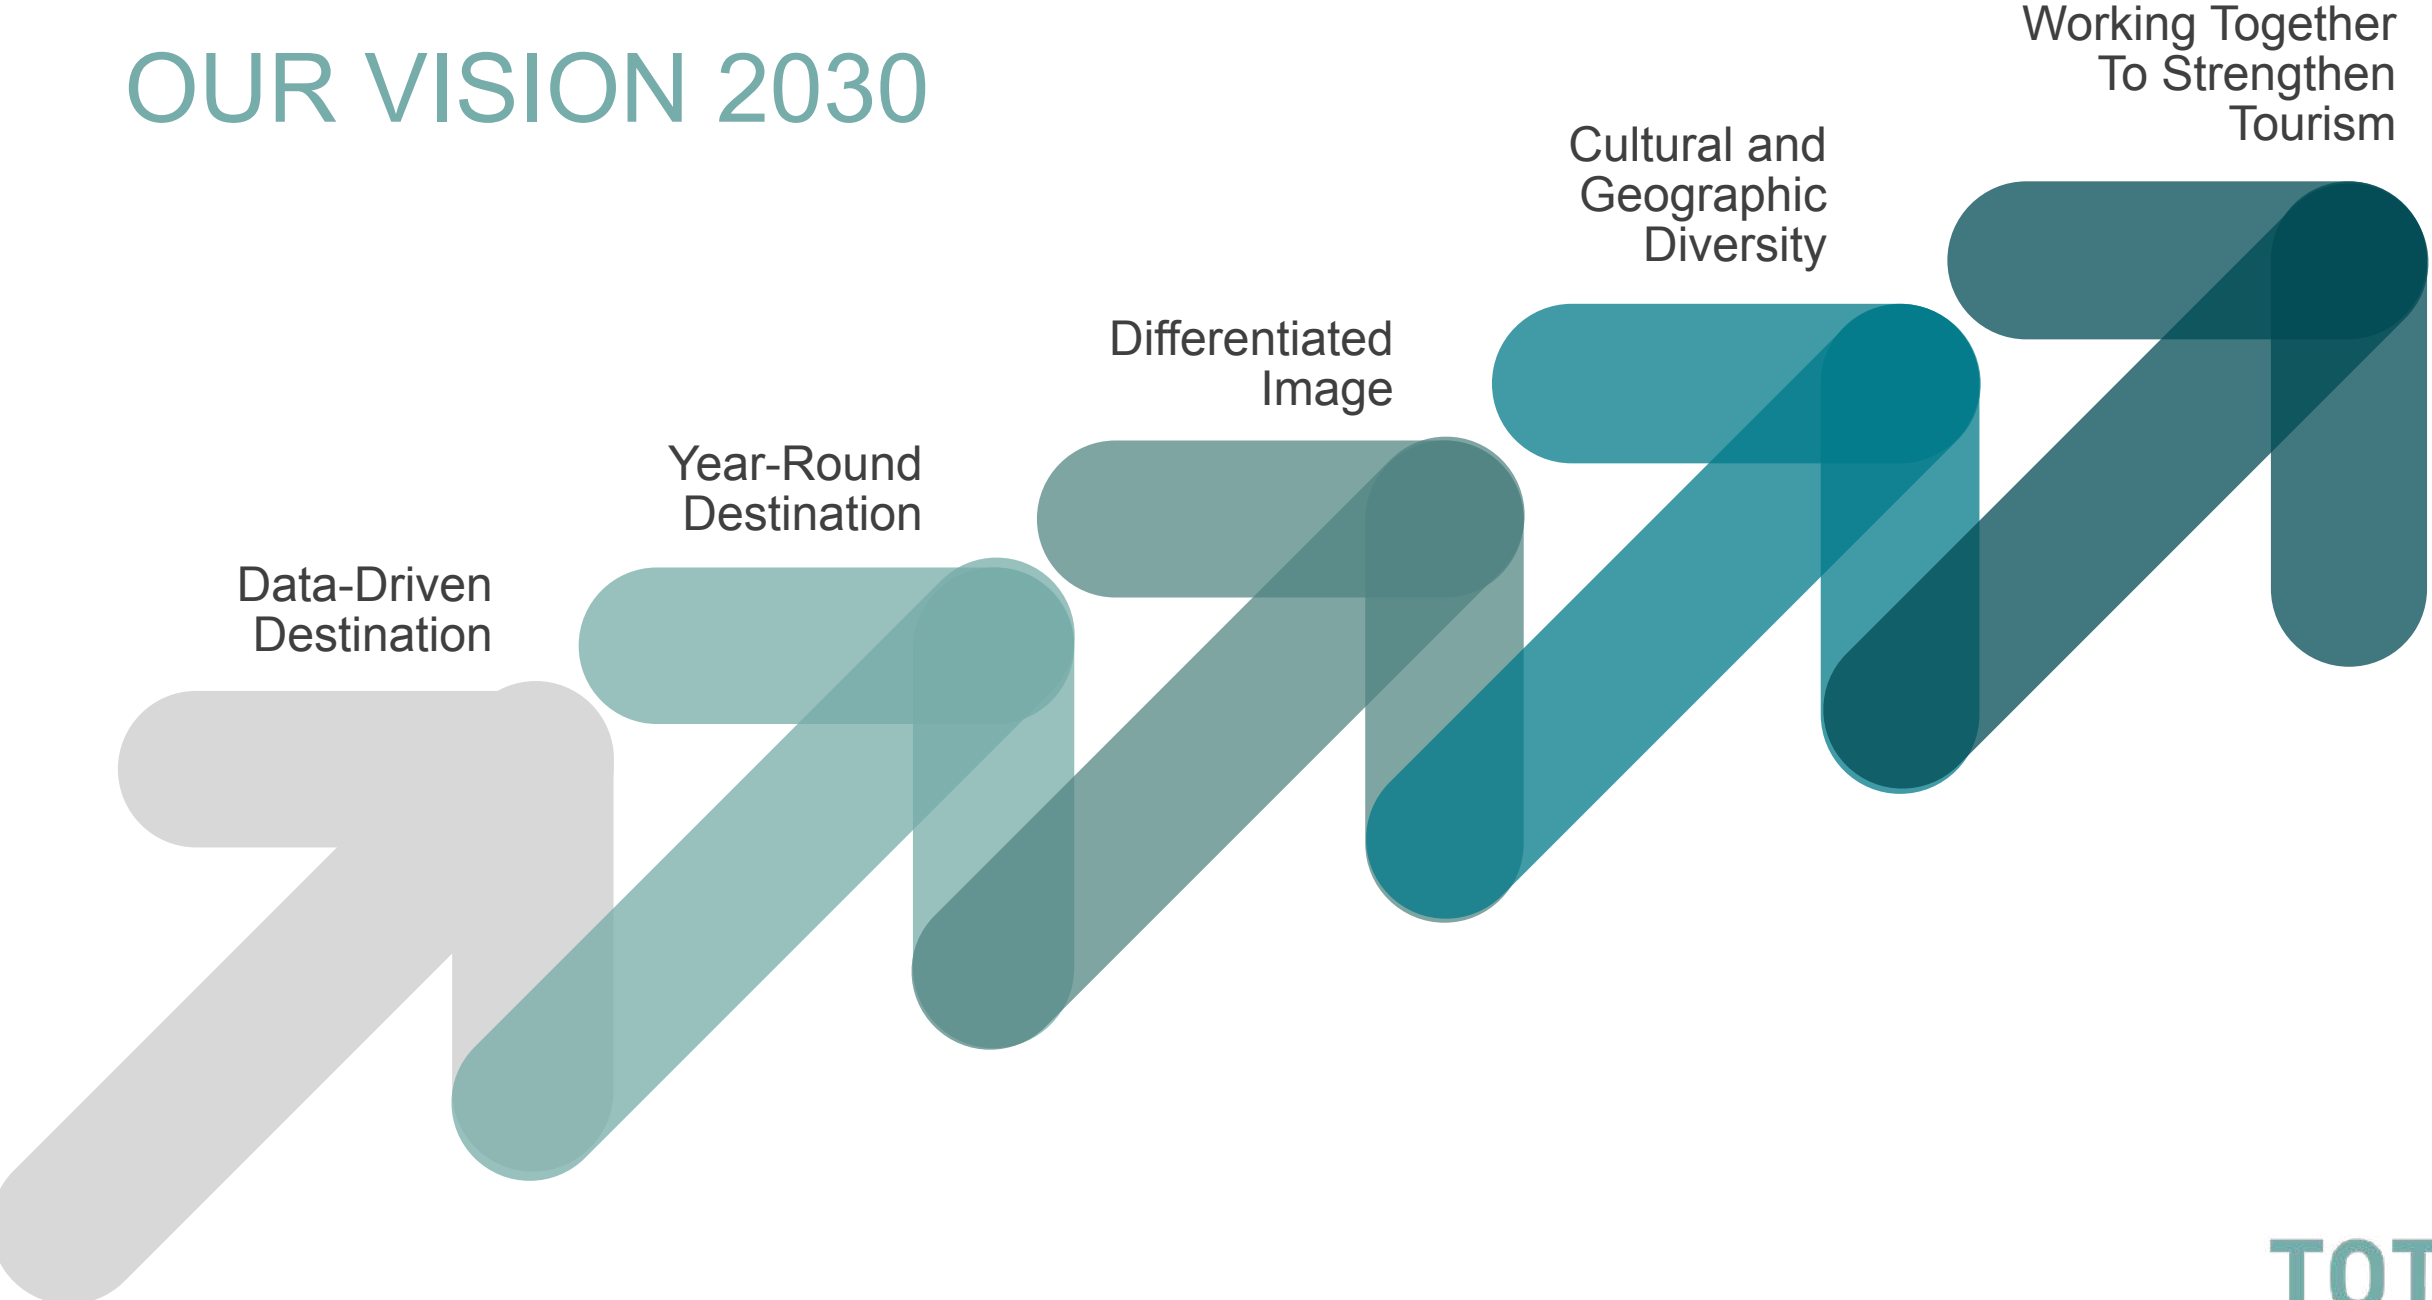 OUR VISION 2030
Data-Driven
Destination
Year-Round
Destination
Differentiated
Image
Cultural and
Geographic
Diversity
Working Together
To Strengthen
Tourism